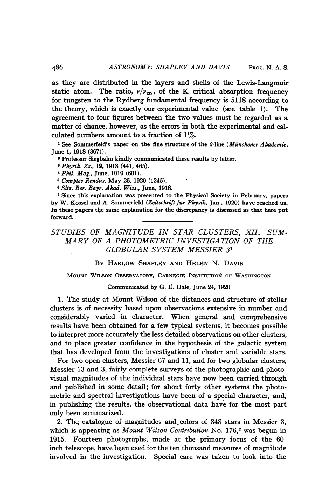 486 ASTRONOMY: SHAPLEY AND DAVIS PROC. N. A. S.
as they are distributed in the layers and shells of the Lewis-Langmuir
static atom. The ratio, ν/ν∞, of the K critical absorption frequency
for tungsten to the Rydberg fundamental frequency is 5118 according to
the theory, which is exactly our experimental value (see table 1). The
agreement to four figures between the two values must be regarded as a
matter of chance, however, as the errors in both the experimental and cal-
culated numbers amount to a fraction of 1%.
¹ See Sommerfeld's paper on the fine structure of the
June 1, 1918 (367)].
² Professor Siegbahn kindly communicated these results by letter.
³ Physik. Zs., 19, 1918
⁴ Phil. Mag., June, 1919
⁵ Comptes Rendus, May 25, 1920
⁶ Sitz. Ber. Bayr. Akad. Wiss., June, 1918.
⁷ Since this explanation was presented to the Physical Society in February, papers
by W. Kossel and A. Sommerfeld (Zeitschrift für Physik, Jan., 1920) have reached us.
In these papers the same explanation for the discrepancy is discussed as that here put
forward.
STUDIES OF MAGNITUDE IN STAR CLUSTERS, XII. SUM-
MARY OF A PHOTOMETRIC INVESTIGATION OF THE
GLOBULAR SYSTEM MESSIER 3¹
BY HARLOW SHAPLEY AND HELEN N. DAVIS
MOUNT WILSON OBSERVATORY, CARNEGIE INSTITUTION OF WASHINGTON
Communicated by G. E. Hale, June 24, 1920
1. The study at Mount Wilson of the distances and structure of stellar
clusters is of necessity based upon observations extensive in number and
considerably varied in character. When general and comprehensive
results have been obtained for a few typical systems, it becomes possible
to interpret more accurately the less detailed observations on other clusters,
and to place greater confidence in the hypothesis of the galactic system
that has developed from the investigations of cluster and variable stars.
For two open clusters, Messier 67 and 11, and for two globular clusters,
Messier 13 and 3, fairly complete surveys of the photographic and photo-
visual magnitudes of the individual stars have now been carried through
and published in some detail; for about forty other systems the photo-
metric and spectral investigations have been of a special character, and,
in publishing the results, the observational data have for the most part
only been summarized.
2. The catalogue of magnitudes and colors of 848 stars in Messier 3,
which is appearing as Mount Wilson Contribution No. 176,² was begun in
1915. Fourteen photographs, made at the primary focus of the 60-
inch telescope, have been used for the ten thousand measures of magnitude
involved in the investigation. Special care was taken to look into the